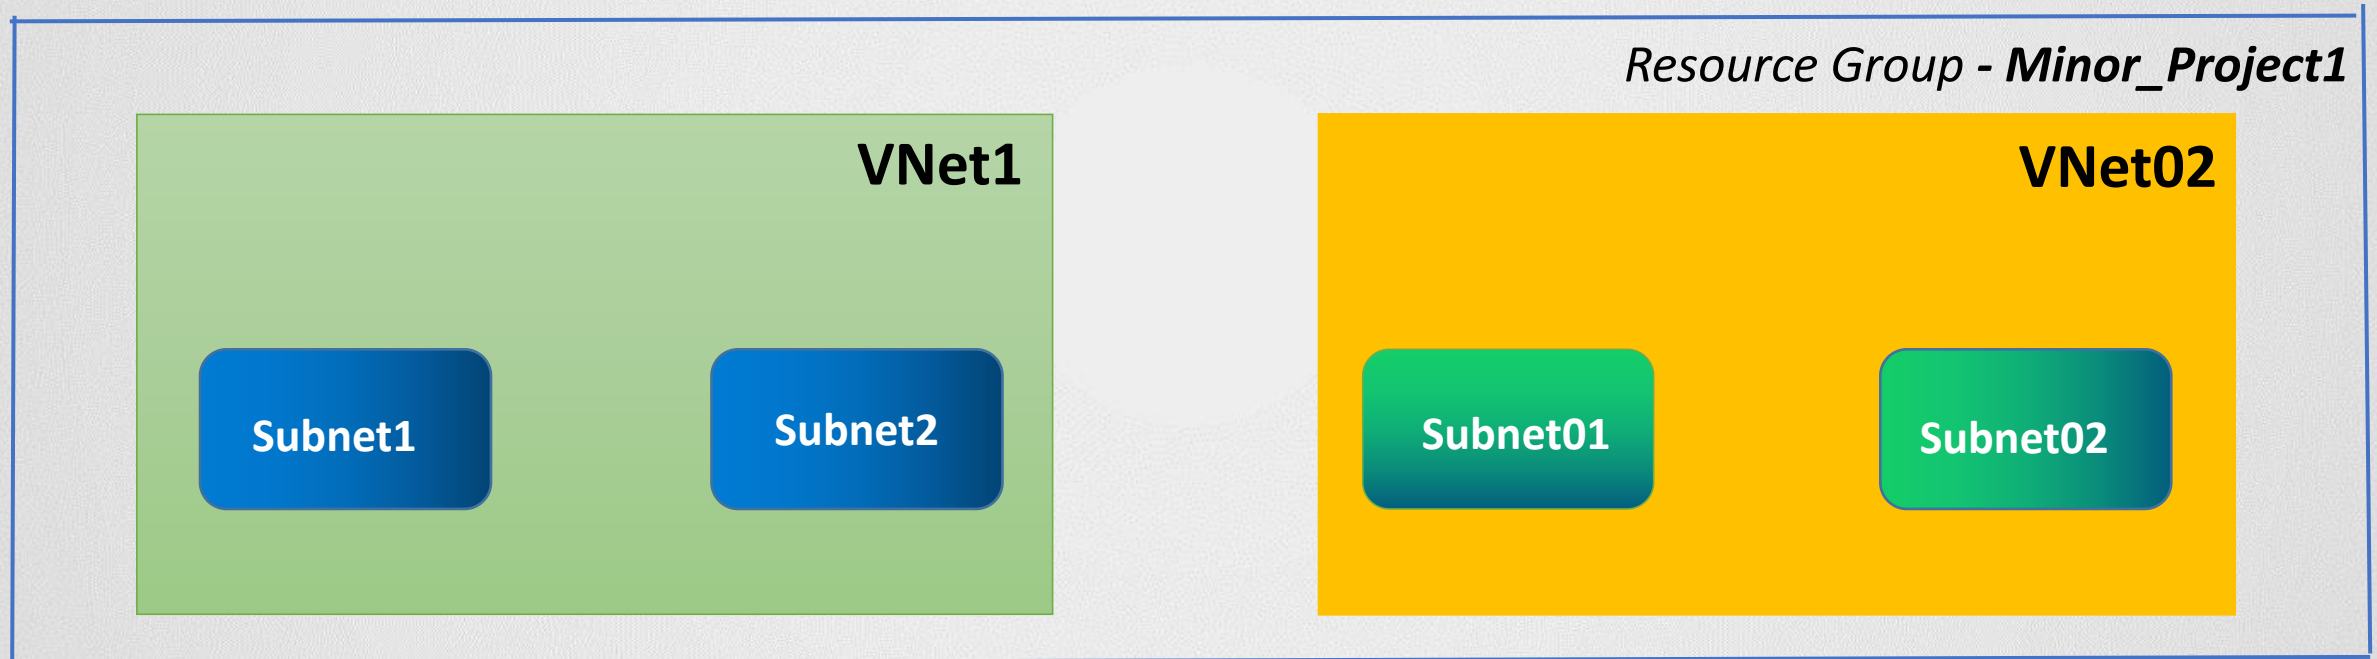 Resource Group - Minor_Project1
VNet1
VNet02
Subnet1
Subnet2
Subnet01
Subnet02